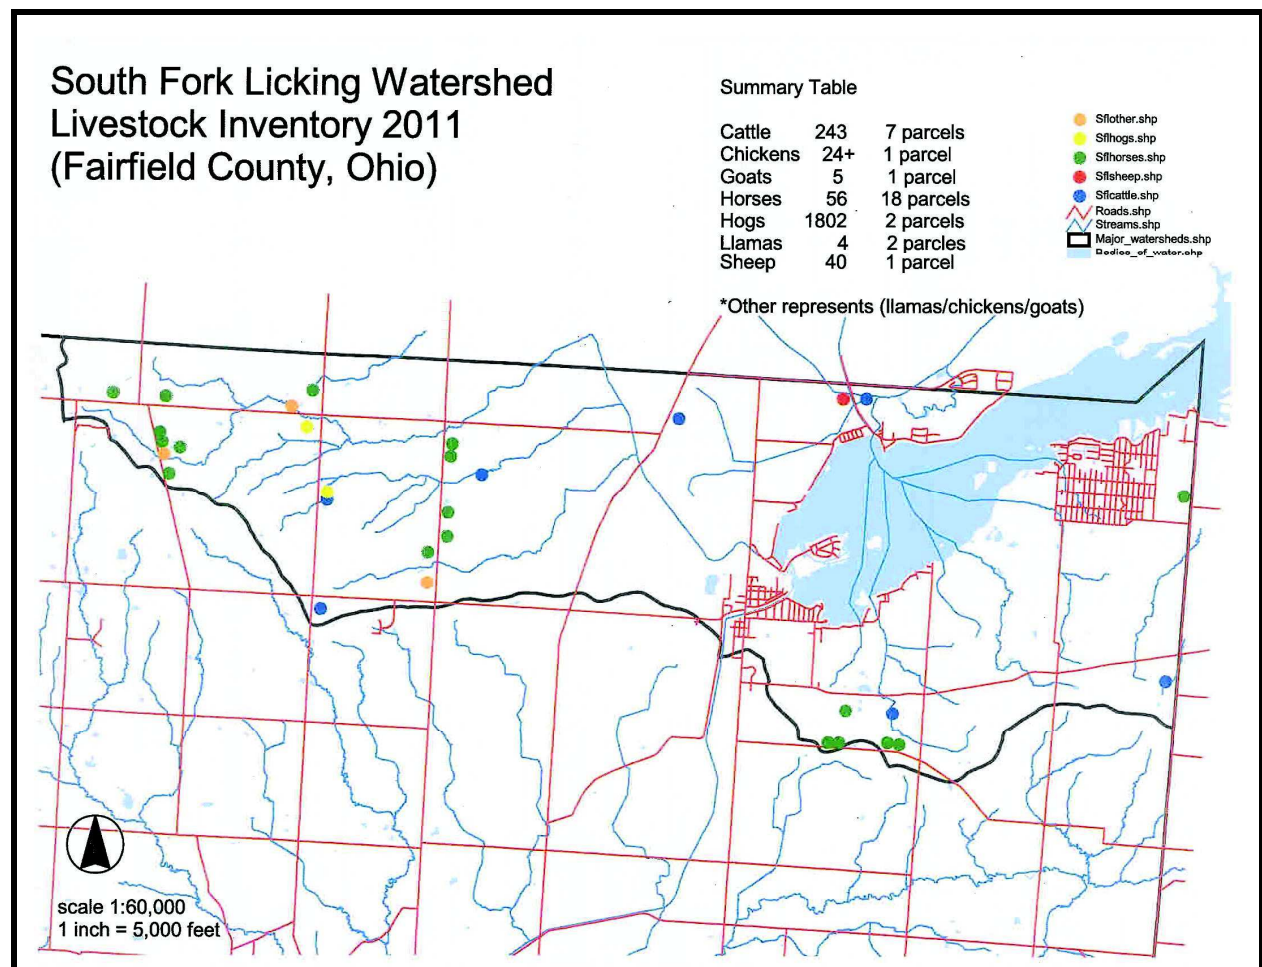 South Fork Licking Watershed
Livestock Inventory 2011
(Fairfield County, Ohio)
Summary Table
Cattle 243 7 parcels
Chickens 24+ 1 parcel
Goats 5 1 parcel
Horses 56 18 parcels
Hogs 1802 2 parcels
Llamas 4 2 parcles
Sheep 40 1 parcel
*Other represents (llamas/chickens/goats)
Sflother.shp
Sflhogs.shp
Sflhorses.shp
Sflsheep.shp
Sflcattle.shp
Roads.shp
Streams.shp
Major_watersheds.shp
Bodies_of_water.shp
scale 1:60,000
1 inch = 5,000 feet